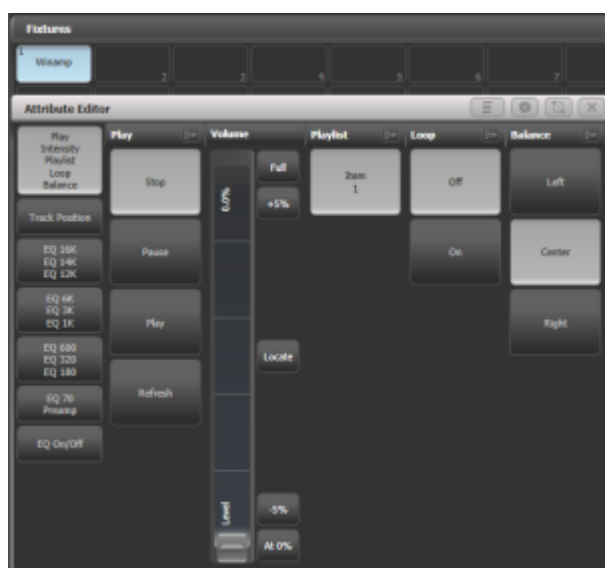 Fixtures
1
Winamp
2
3
4
5
6
7
Attribute Editor
Play
Intensity
Playlist
Loop
Balance
Track Position
EQ 16K
EQ 14K
EQ 12K
EQ 6K
EQ 3K
EQ 1K
EQ 600
EQ 320
EQ 180
EQ 70
Preamp
EQ On/Off
Play
Stop
Pause
Play
Refresh
Volume
0.0%
Level
Full
+5%
Locate
-5%
At 0%
Playlist
Item
1
Loop
Off
On
Balance
Left
Center
Right